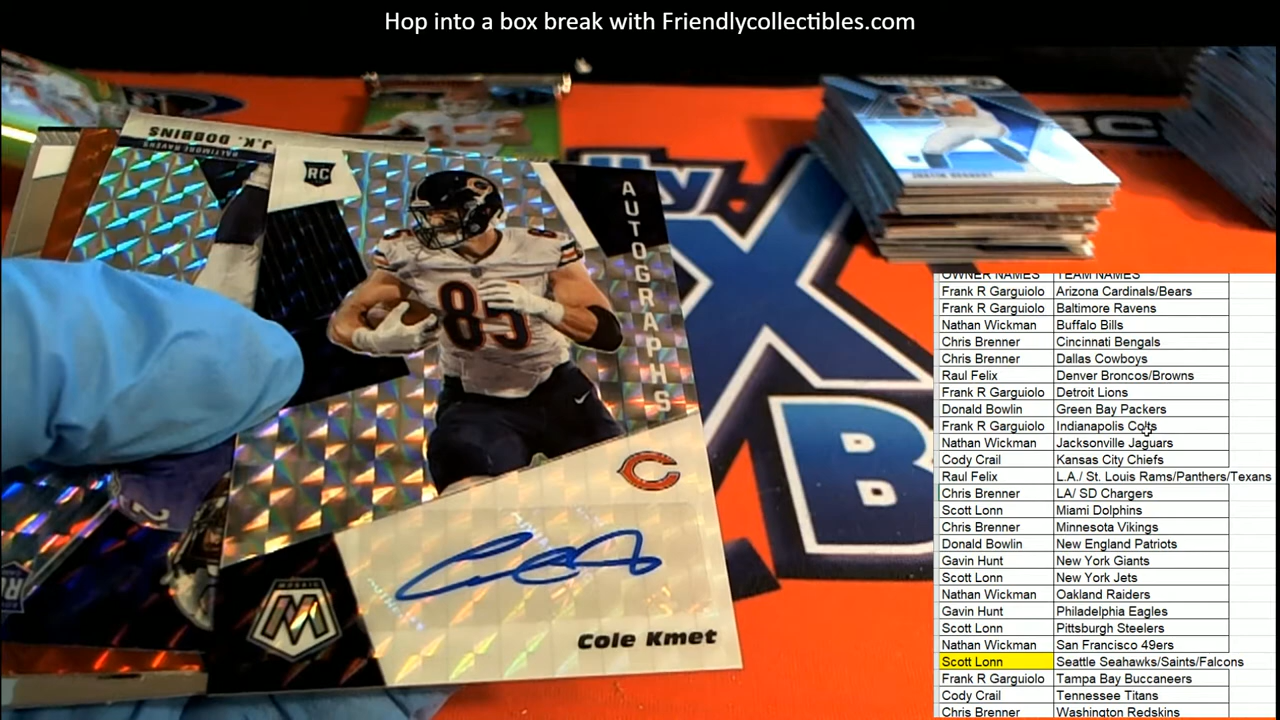 Hop into a box break with Friendlycollectibles.com
BALTIMORE RAVENS
J.K. DOBBINS
RC
AUTOGRAPHS
85
C
MOSAIC
Cole Kmet
OWNER NAMES TEAM NAMES
Frank R Garguiolo Arizona Cardinals/Bears
Frank R Garguiolo Baltimore Ravens
Nathan Wickman Buffalo Bills
Chris Brenner Cincinnati Bengals
Chris Brenner Dallas Cowboys
Raul Felix Denver Broncos/Browns
Frank R Garguiolo Detroit Lions
Donald Bowlin Green Bay Packers
Frank R Garguiolo Indianapolis Colts
Nathan Wickman Jacksonville Jaguars
Cody Crail Kansas City Chiefs
Raul Felix L.A./ St. Louis Rams/Panthers/Texans
Chris Brenner LA/ SD Chargers
Scott Lonn Miami Dolphins
Chris Brenner Minnesota Vikings
Donald Bowlin New England Patriots
Gavin Hunt New York Giants
Scott Lonn New York Jets
Nathan Wickman Oakland Raiders
Gavin Hunt Philadelphia Eagles
Scott Lonn Pittsburgh Steelers
Nathan Wickman San Francisco 49ers
Scott Lonn Seattle Seahawks/Saints/Falcons
Frank R Garguiolo Tampa Bay Buccaneers
Cody Crail Tennessee Titans
Chris Brenner Washington Redskins